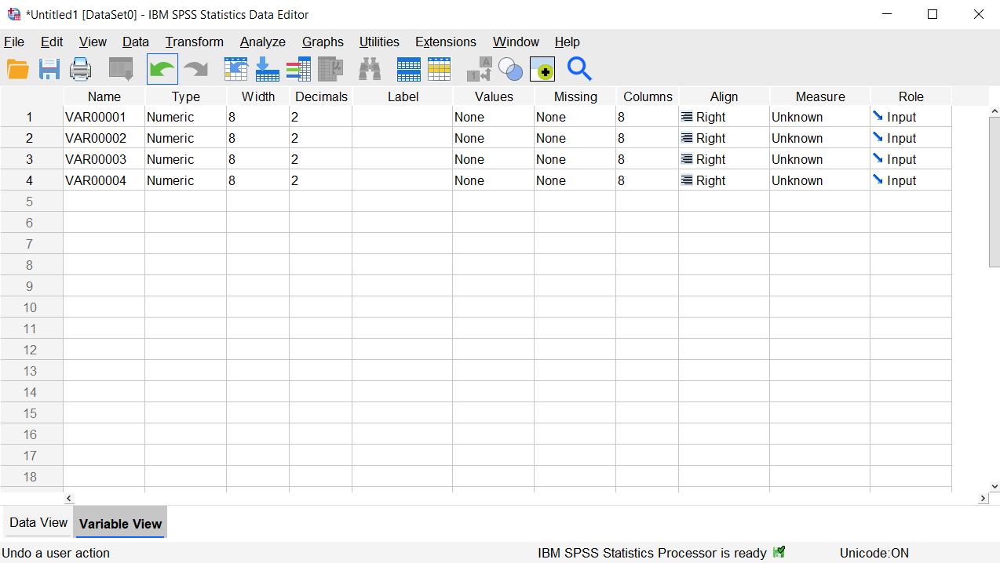 *Untitled1 [DataSet0] - IBM SPSS Statistics Data Editor
File Edit View Data Transform Analyze Graphs Utilities Extensions Window Help
Name Type Width Decimals Label Values Missing Columns Align Measure Role
1 VAR00001 Numeric 8 2 None None 8 Right Unknown Input
2 VAR00002 Numeric 8 2 None None 8 Right Unknown Input
3 VAR00003 Numeric 8 2 None None 8 Right Unknown Input
4 VAR00004 Numeric 8 2 None None 8 Right Unknown Input
5
6
7
8
9
10
11
12
13
14
15
16
17
18
Data View Variable View
Undo a user action IBM SPSS Statistics Processor is ready Unicode:ON